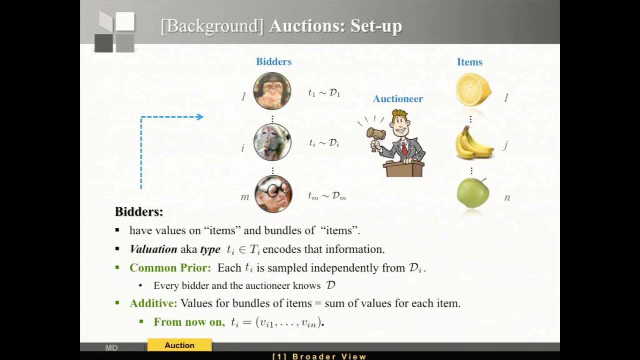 [Background] Auctions: Set-up
Bidders
Items
Auctioneer
1 t₁ ~ 𝒟₁ 1
i tᵢ ~ 𝒟ᵢ j
m tₘ ~ 𝒟ₘ n
Bidders:
have values on “items” and bundles of “items”.
Valuation aka type tᵢ ∈ Tᵢ encodes that information.
Common Prior: Each tᵢ is sampled independently from 𝒟ᵢ.
Every bidder and the auctioneer knows 𝒟
Additive: Values for bundles of items = sum of values for each item.
From now on, tᵢ = (vᵢ₁, . . . , vᵢₙ).
MD Auction
[1] Broader View